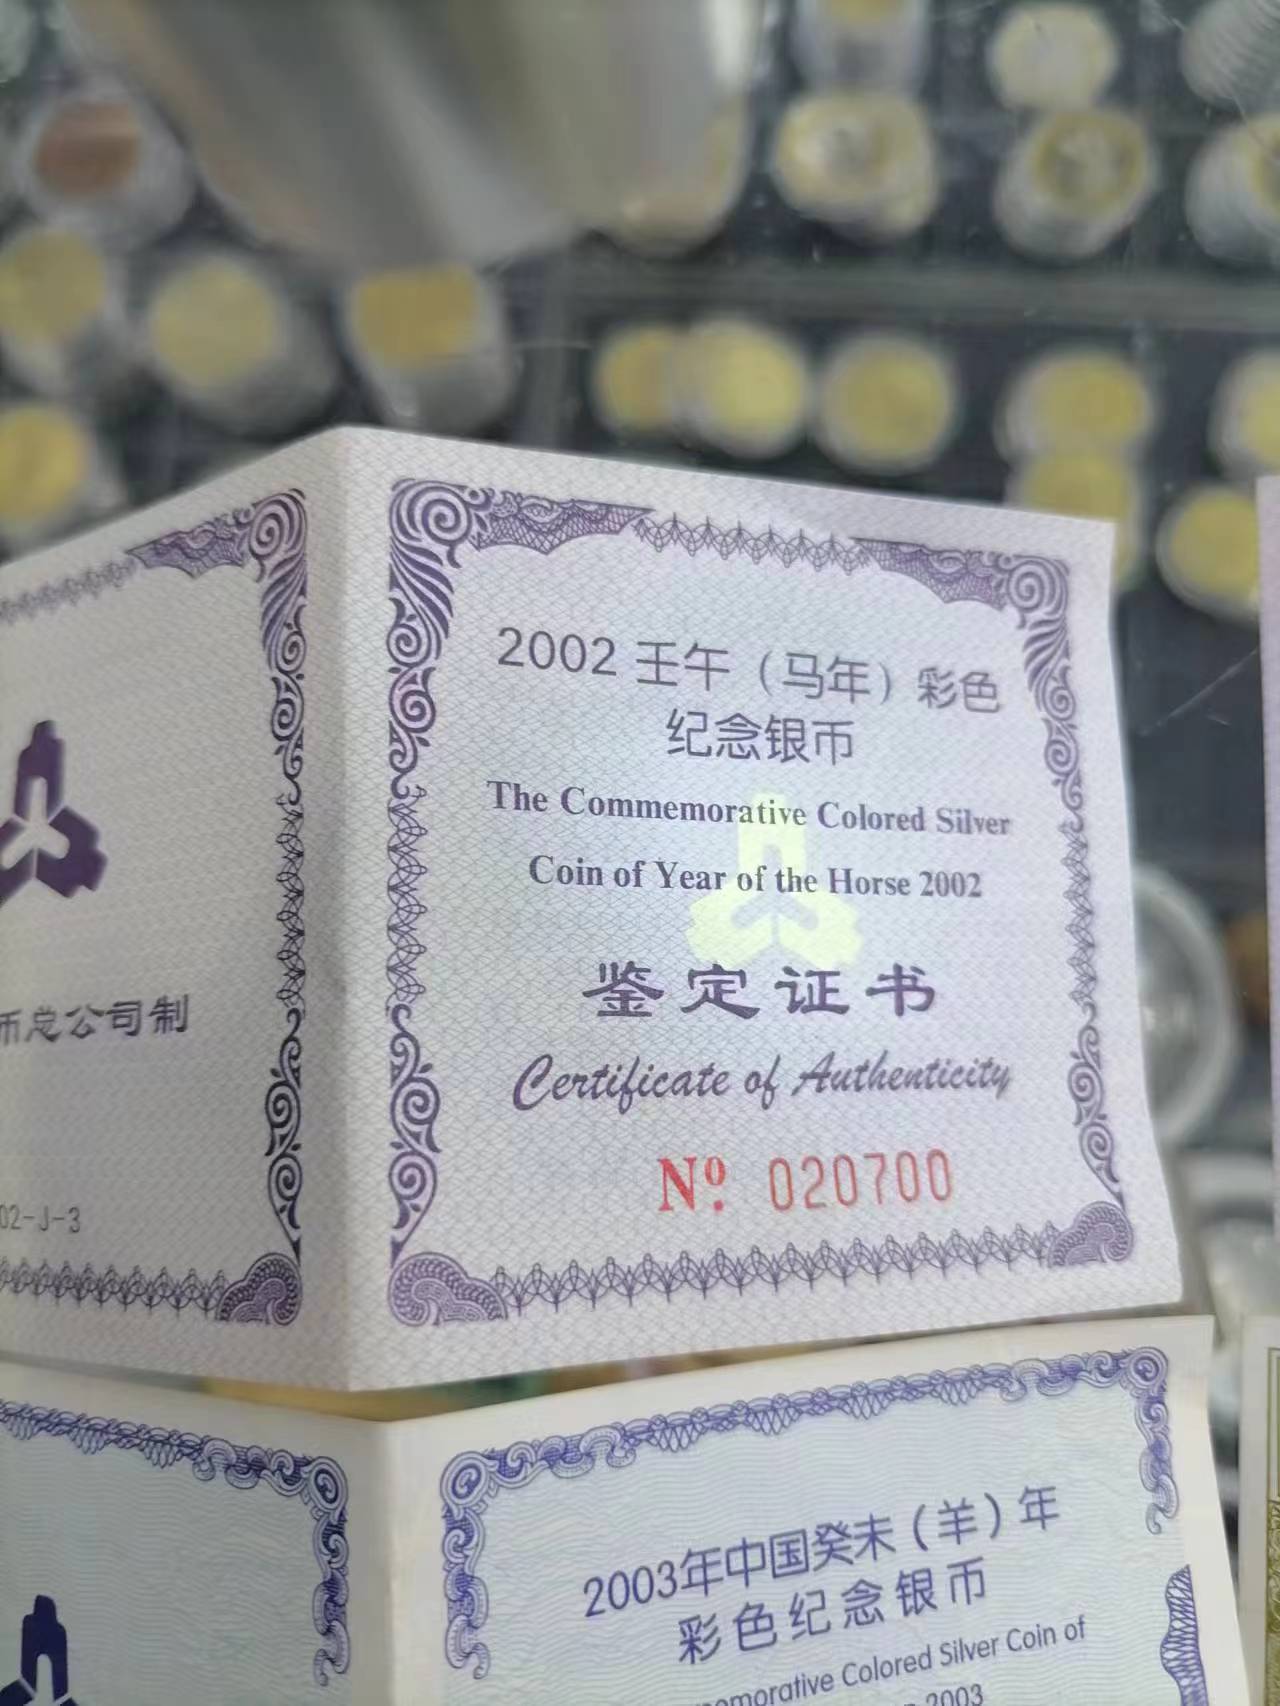 2002 壬午（马年）彩色
纪念银币
The Commemorative Colored Silver
Coin of Year of the Horse 2002
鉴定证书
Certificate of Authenticity
Nº. 020700
币总公司制
02-J-3
2003年中国癸未（羊）年
彩色纪念银币
morative Colored Silver Coin of
2003